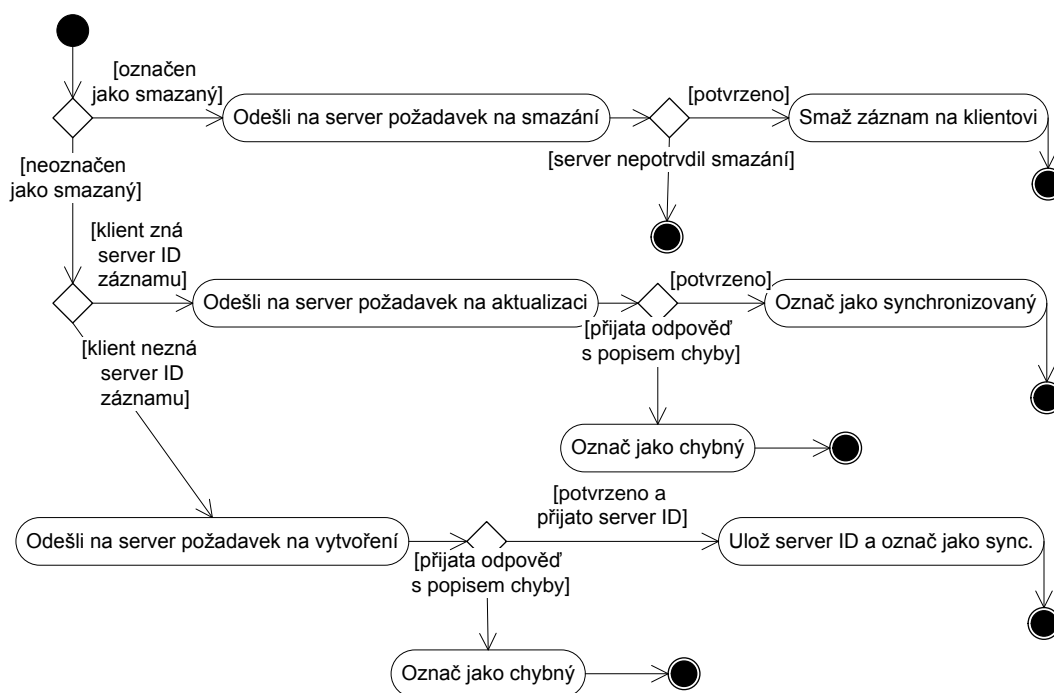 [označen
jako smazaný]
Odešli na server požadavek na smazání
[potvrzeno]
Smaž záznam na klientovi
[server nepotrvdil smazání]
[neoznačen
jako smazaný]
[klient zná
server ID
záznamu]
Odešli na server požadavek na aktualizaci
[potvrzeno]
Označ jako synchronizovaný
[přijata odpověď
s popisem chyby]
Označ jako chybný
[klient nezná
server ID
záznamu]
Odešli na server požadavek na vytvoření
[potvrzeno a
přijato server ID]
Ulož server ID a označ jako sync.
[přijata odpověď
s popisem chyby]
Označ jako chybný